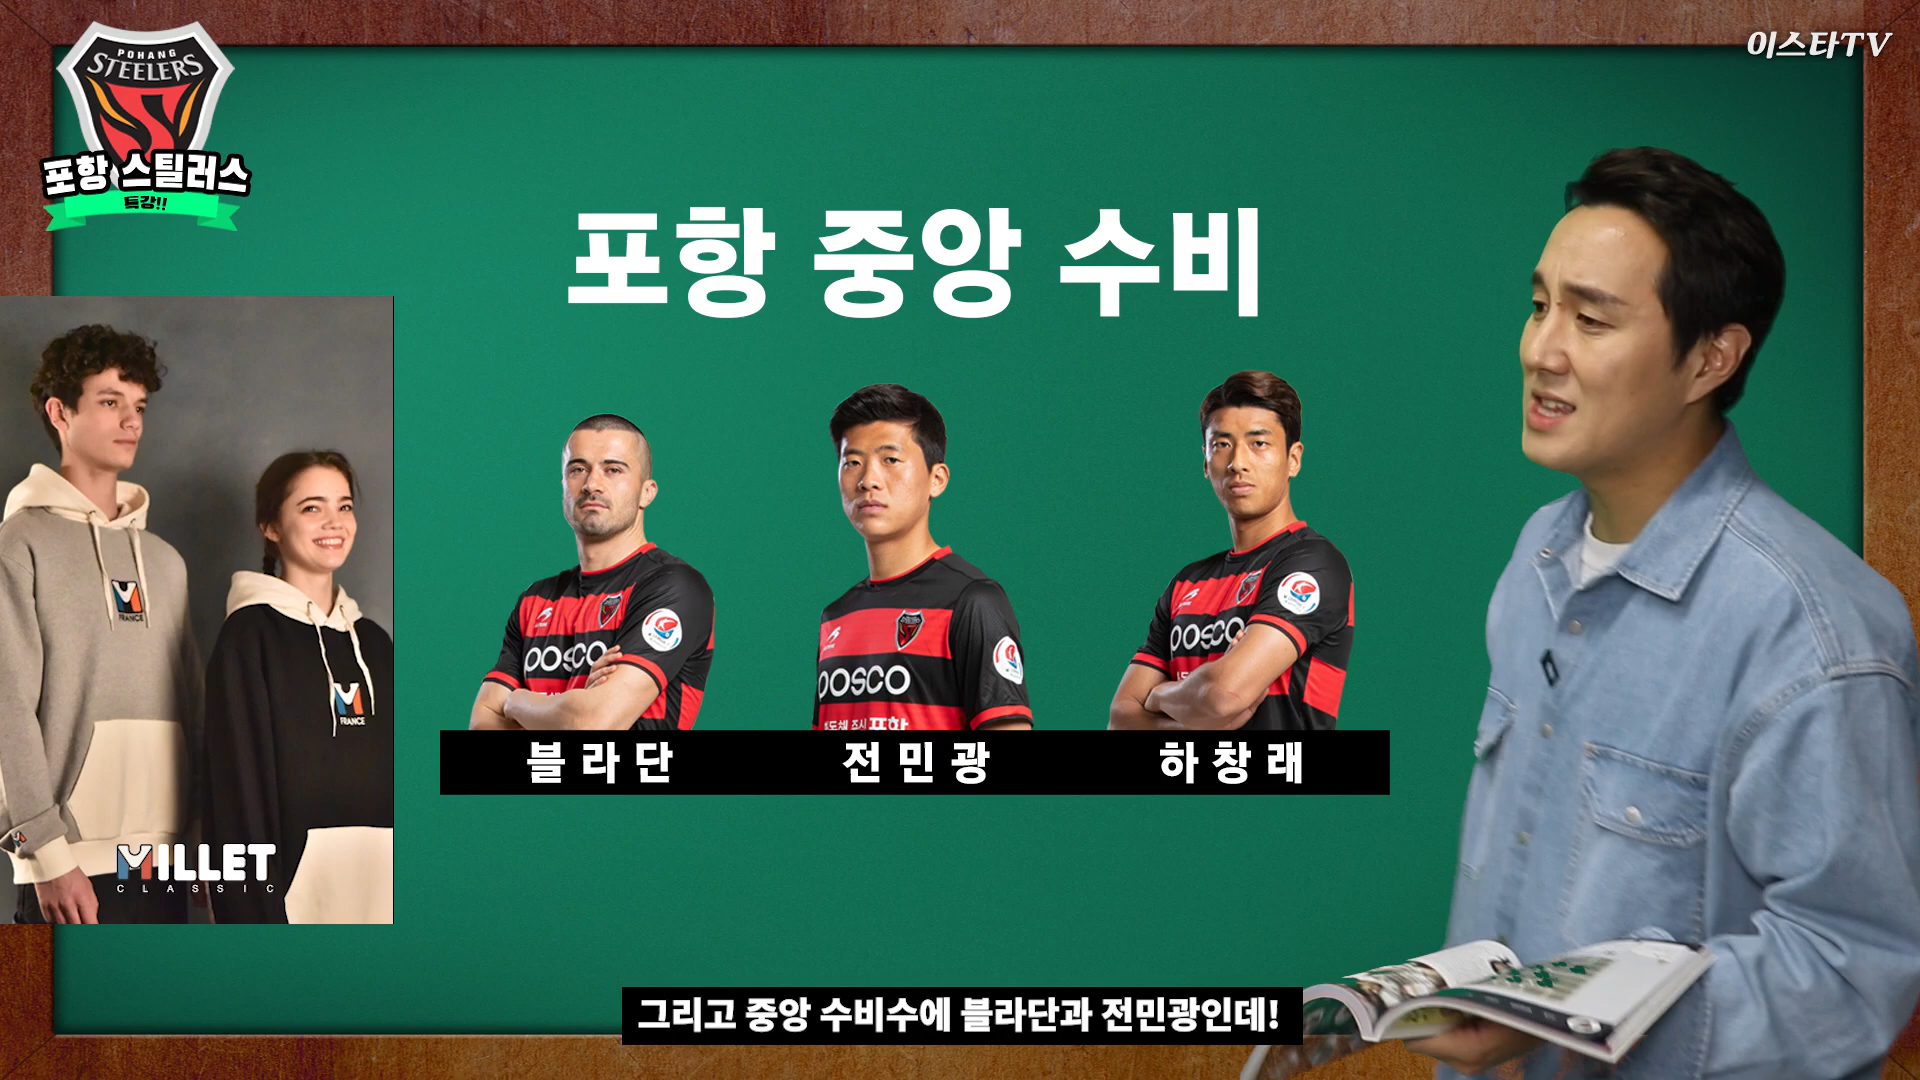 이스타TV
POHANG
STEELERS
포항 스틸러스
특강!!
포항 중앙 수비
FRANCE
FRANCE
MILLET
CLASSIC
posco
posco
posco
블라단
전민광
하창래
그리고 중앙 수비수에 블라단과 전민광인데!